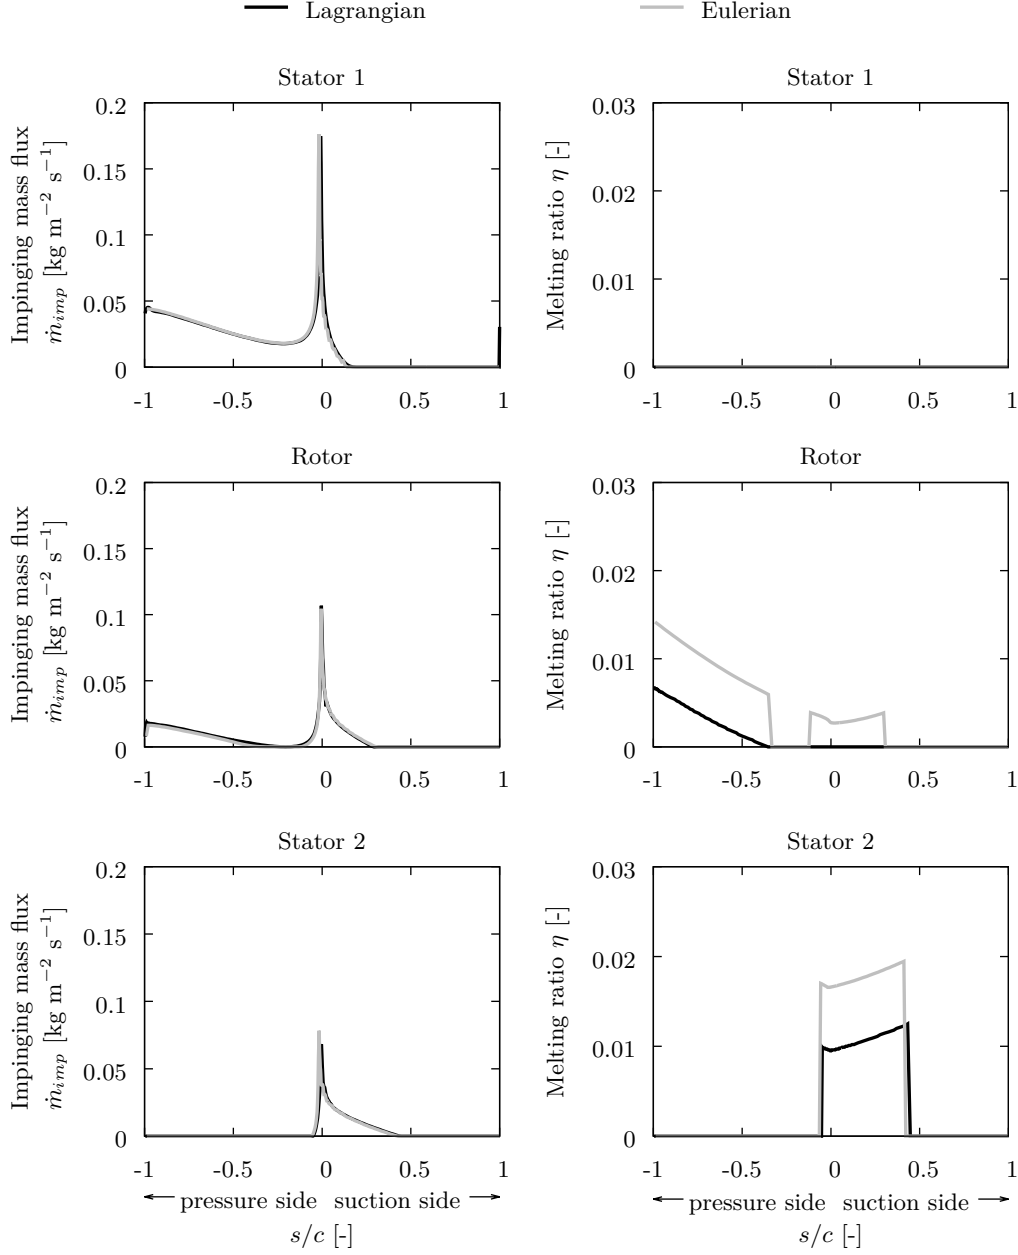 Lagrangian Eulerian
Stator 1
Impinging mass flux
ṁ_imp [kg m⁻² s⁻¹]
0.2
0.15
0.1
0.05
0
-1 -0.5 0 0.5 1
Stator 1
Melting ratio η [-]
0.03
0.02
0.01
0
-1 -0.5 0 0.5 1
Rotor
Impinging mass flux
ṁ_imp [kg m⁻² s⁻¹]
0.2
0.15
0.1
0.05
0
-1 -0.5 0 0.5 1
Rotor
Melting ratio η [-]
0.03
0.02
0.01
0
-1 -0.5 0 0.5 1
Stator 2
Impinging mass flux
ṁ_imp [kg m⁻² s⁻¹]
0.2
0.15
0.1
0.05
0
-1 -0.5 0 0.5 1
pressure side suction side
s/c [-]
Stator 2
Melting ratio η [-]
0.03
0.02
0.01
0
-1 -0.5 0 0.5 1
pressure side suction side
s/c [-]